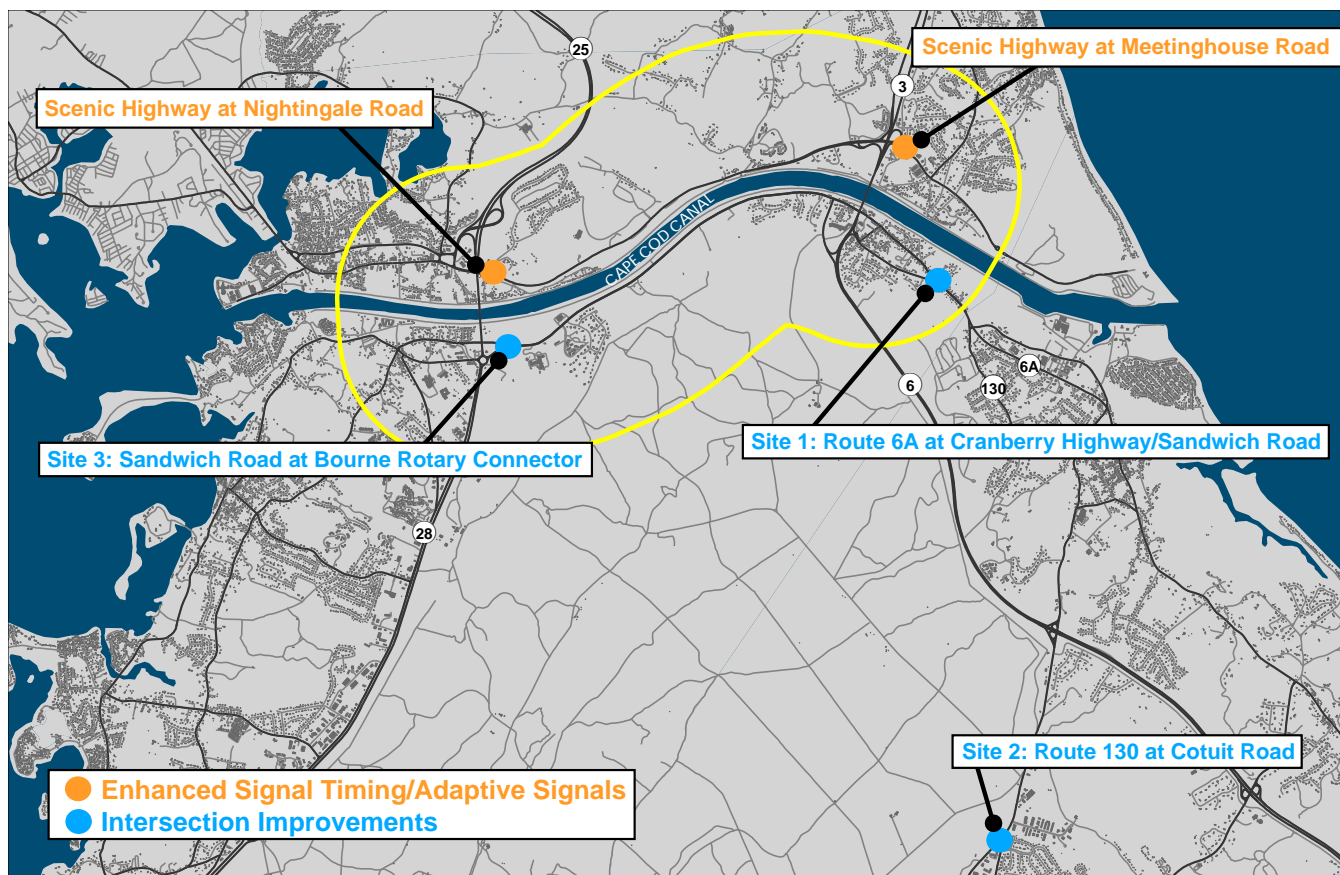 25
Scenic Highway at Meetinghouse Road
3
Scenic Highway at Nightingale Road
CAPE COD CANAL
6A
6
130
Site 1: Route 6A at Cranberry Highway/Sandwich Road
Site 3: Sandwich Road at Bourne Rotary Connector
28
Site 2: Route 130 at Cotuit Road
Enhanced Signal Timing/Adaptive Signals
Intersection Improvements